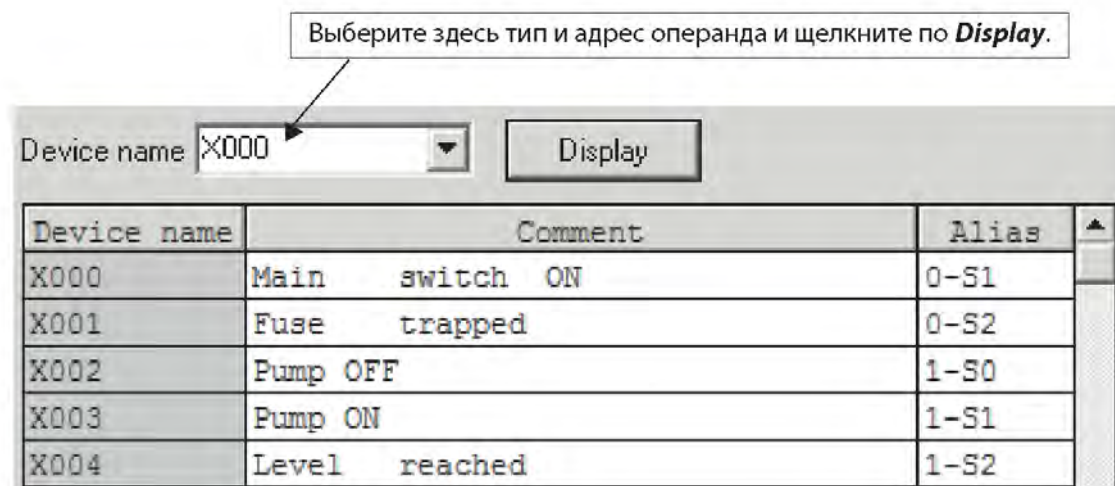 Выберите здесь тип и адрес операнда и щелкните по Display.
Device name X000 Display
Device name Comment Alias
X000 Main switch ON 0-S1
X001 Fuse trapped 0-S2
X002 Pump OFF 1-S0
X003 Pump ON 1-S1
X004 Level reached 1-S2